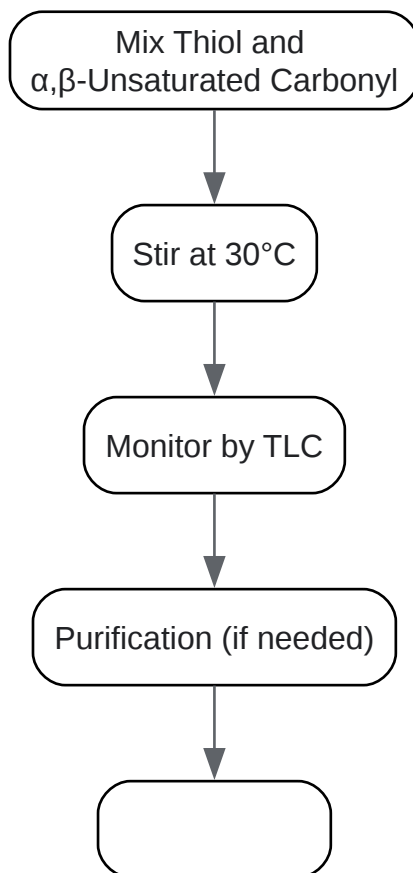 Mix Thiol and
α,β-Unsaturated Carbonyl
Stir at 30°C
Monitor by TLC
Purification (if needed)